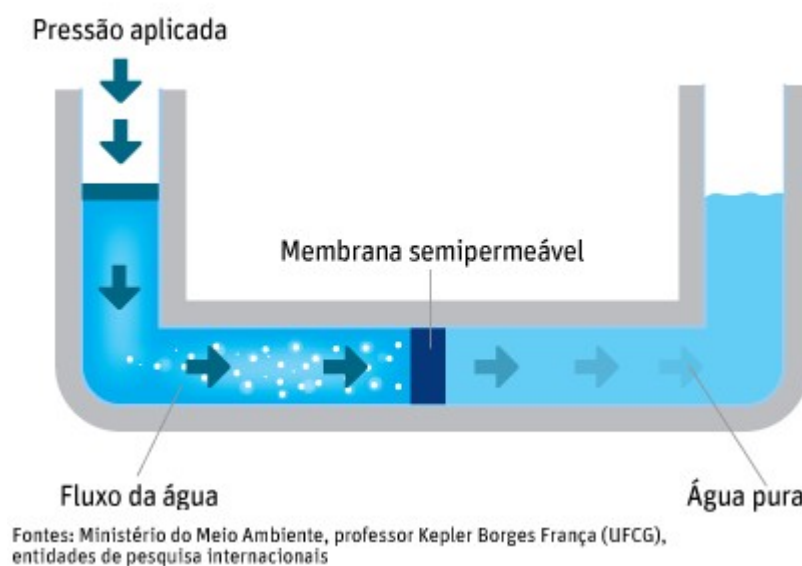 Pressão aplicada
Membrana semipermeável
Fluxo da água
Água pura
Fontes: Ministério do Meio Ambiente, professor Kepler Borges França (UFCG),
entidades de pesquisa internacionais